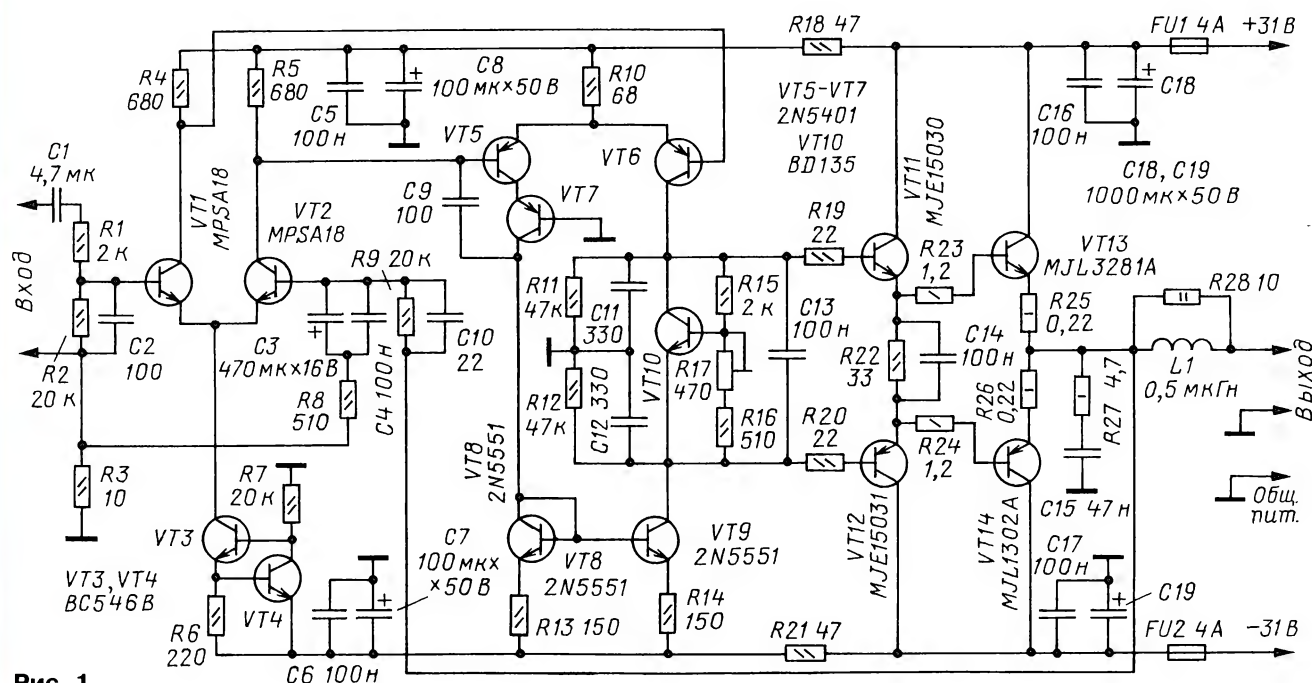 R18 47
FU1 4А
+31 В
R4
680
R5
680
C8
100 мк×50 В
+
C5
100 н
R10
68
VT5-VT7
2N5401
VT10
BD135
VT11
MJE15030
C16
100 н
+
C18
C18, C19
1000 мк×50 В
C1
4,7 мк
VT5
VT6
VT7
R1
2 к
VT1
MPSA18
VT2
MPSA18
C9
100
Вход
R9 20 к
R19
22
R23
1,2
VT13
MJL3281A
R28 10
R11
47к
C11
330
R15
2 к
C13
100 н
R25
0,22
R2
20 к
C2
100
+
C3
470 мк×16 В
C4 100 н
C10
22
VT10
R17
470
R22
33
C14
100 н
L1
0,5 мкГн
Выход
R8
510
R12
47к
C12 330
R16
510
R26
0,22
R27 4,7
R20
22
R24
1,2
R3
10
R7
20 к
VT8
2N5551
C15 47 н
Общ.
пит.
VT3
VT3, VT4
BC546B
VT4
C7
100 мк×
×50 В
+
VT8
2N5551
VT9
2N5551
VT12
MJE15031
VT14
MJL1302A
C17
100 н
+
C19
R6
220
C6 100 н
R13 150
R14
150
R21 47
FU2 4А
−31 В
Рис. 1